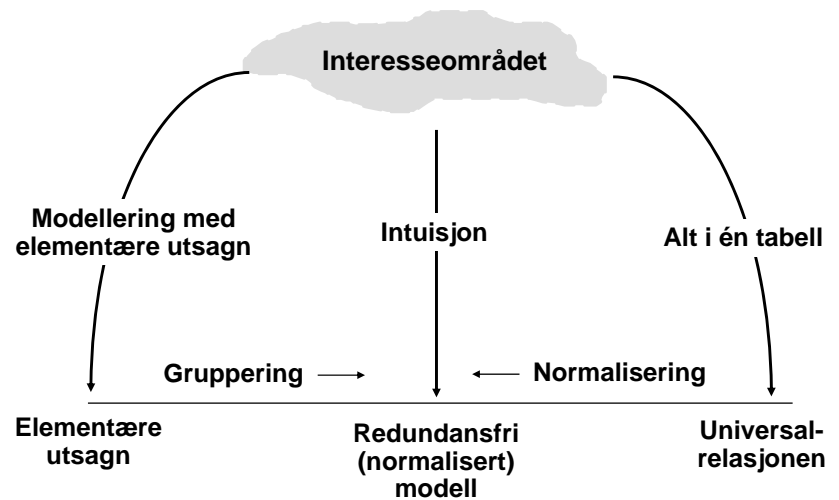 Interesseområdet
Modellering med
elementære utsagn
Intuisjon
Alt i én tabell
Gruppering
Normalisering
Elementære
utsagn
Redundansfri
(normalisert)
modell
Universal-
relasjonen